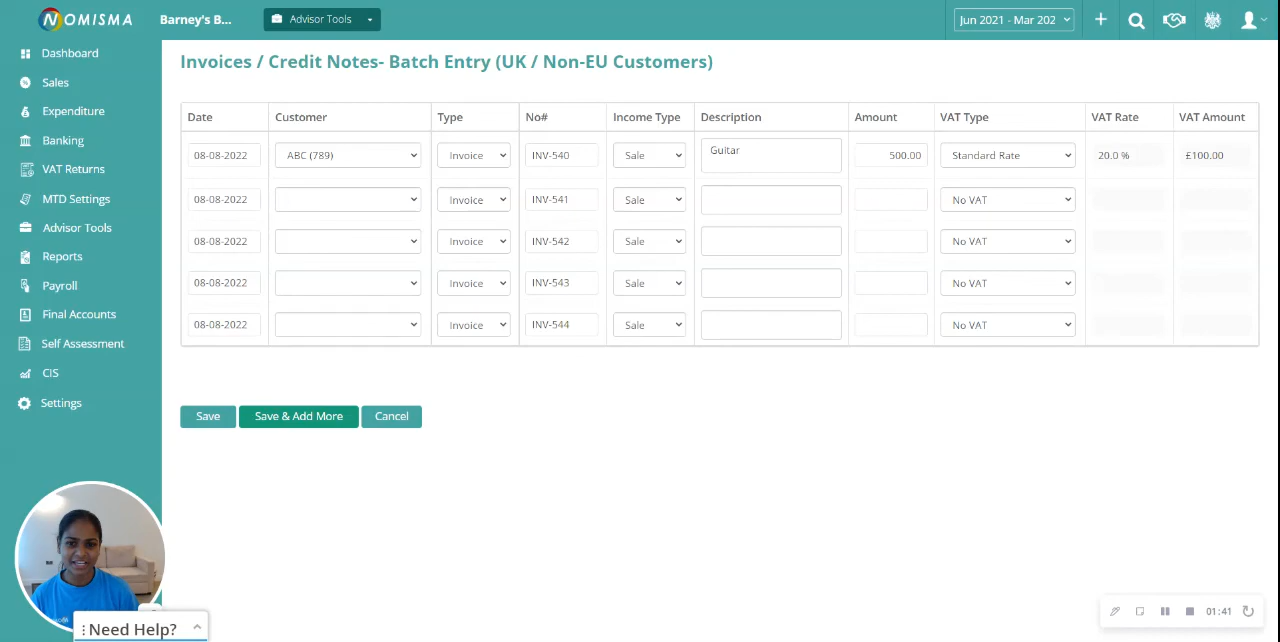 NOMISMA Barney's B... Advisor Tools Jun 2021 - Mar 202
Dashboard
Sales
Expenditure
Banking
VAT Returns
MTD Settings
Advisor Tools
Reports
Payroll
Final Accounts
Self Assessment
CIS
Settings
Invoices / Credit Notes- Batch Entry (UK / Non-EU Customers)
Date Customer Type No# Income Type Description Amount VAT Type VAT Rate VAT Amount
08-08-2022 ABC (789) Invoice INV-540 Sale Guitar 500.00 Standard Rate 20.0 % £100.00
08-08-2022 Invoice INV-541 Sale No VAT
08-08-2022 Invoice INV-542 Sale No VAT
08-08-2022 Invoice INV-543 Sale No VAT
08-08-2022 Invoice INV-544 Sale No VAT
Save Save & Add More Cancel
Need Help?
01:41